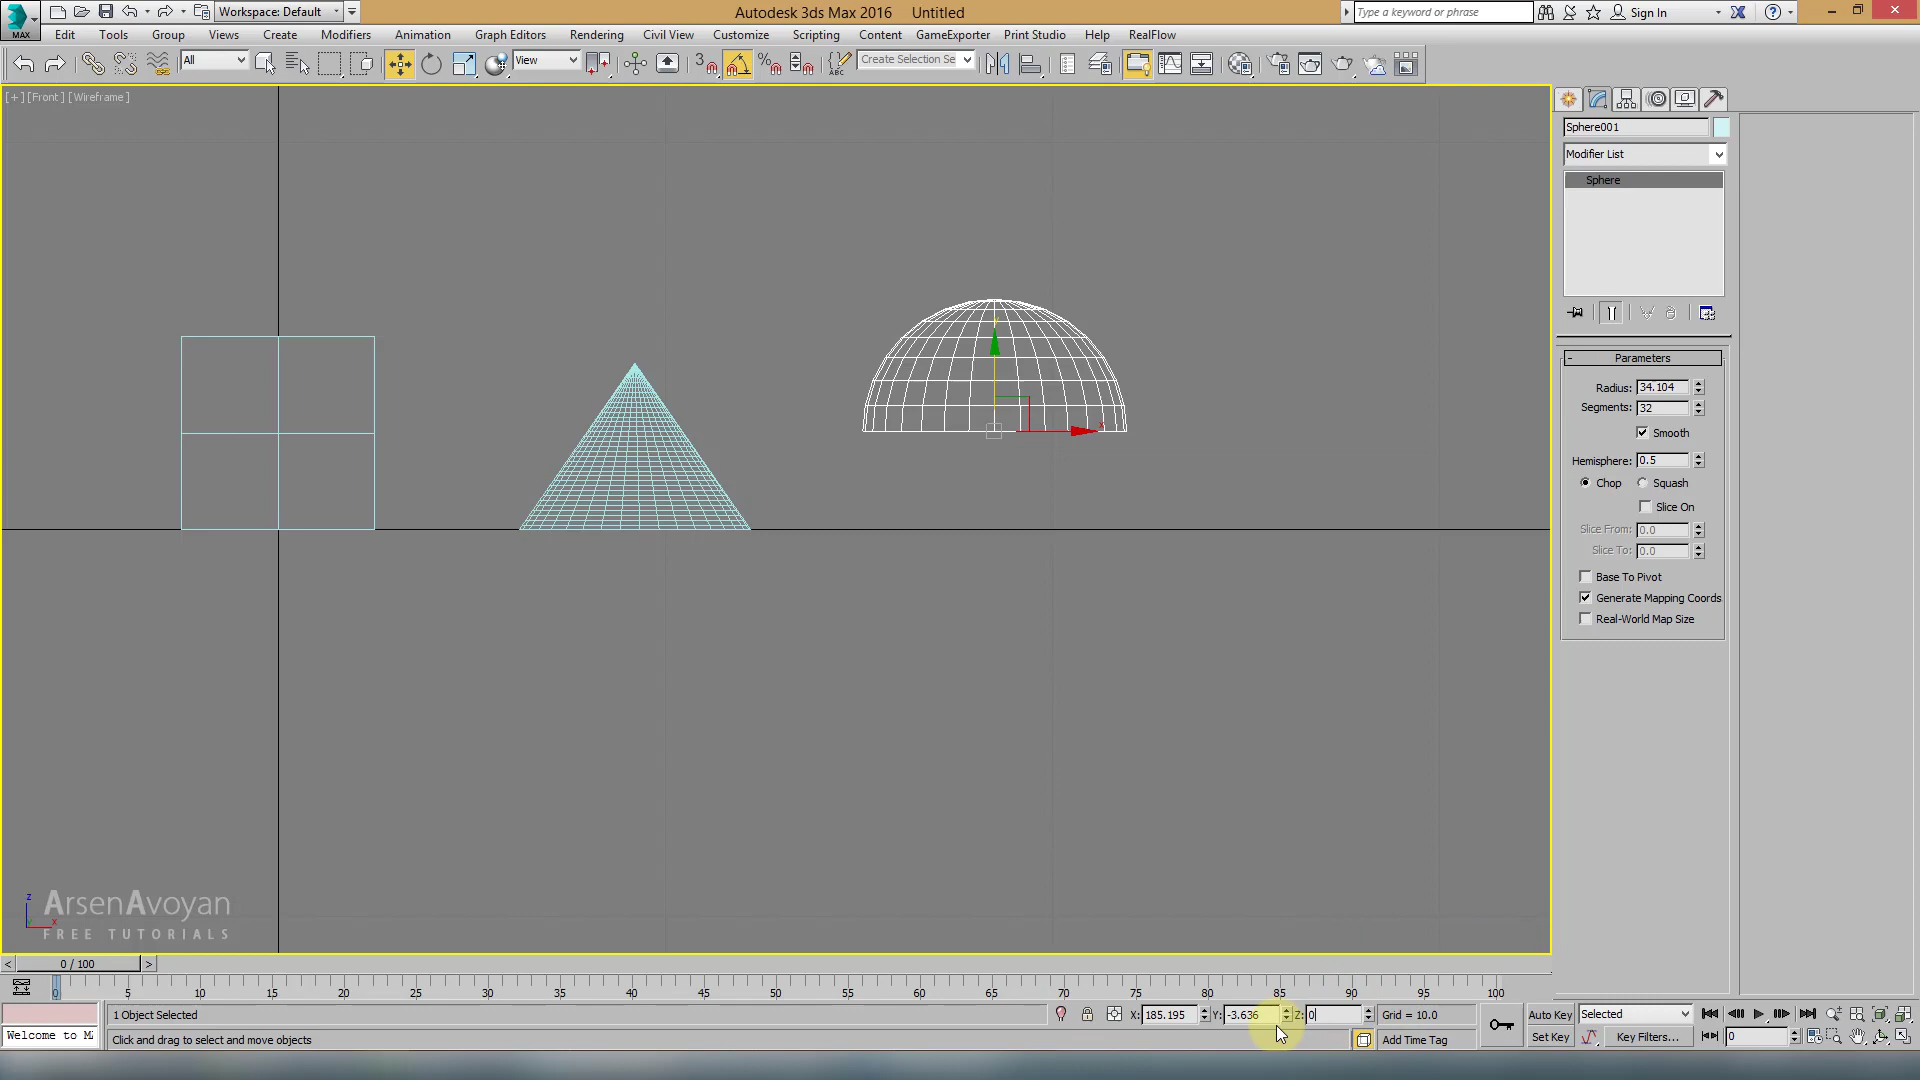 MAX
Workspace: Default
Autodesk 3ds Max 2016 Untitled
Type a keyword or phrase
Sign In
Edit Tools Group Views Create Modifiers Animation Graph Editors Rendering Civil View Customize Scripting Content GameExporter Print Studio Help RealFlow
All View 3 ABC Create Selection Se
[+] [Front] [Wireframe]
Sphere001
Modifier List
Sphere
y
x
- Parameters
Radius: 34.104
Segments: 32
Smooth
Hemisphere: 0.5
Chop Squash
Slice On
Slice From: 0.0
Slice To: 0.0
Base To Pivot
Generate Mapping Coords
Real-World Map Size
z
x
ArsenAvoyan
FREE TUTORIALS
< 0 / 100 >
0 5 10 15 20 25 30 35 40 45 50 55 60 65 70 75 80 85 90 95 100
1 Object Selected X: 185.195 Y: -3.636 Z: 0 Grid = 10.0 Auto Key Selected
Welcome to M Click and drag to select and move objects Add Time Tag Set Key Key Filters... 0